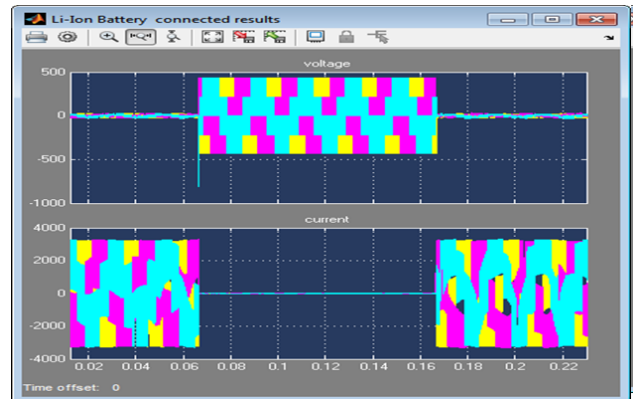 Li-Ion Battery connected results
voltage
500
0
-500
-1000
current
4000
2000
0
-2000
-4000
0.02 0.04 0.06 0.08 0.1 0.12 0.14 0.16 0.18 0.2 0.22
Time offset: 0